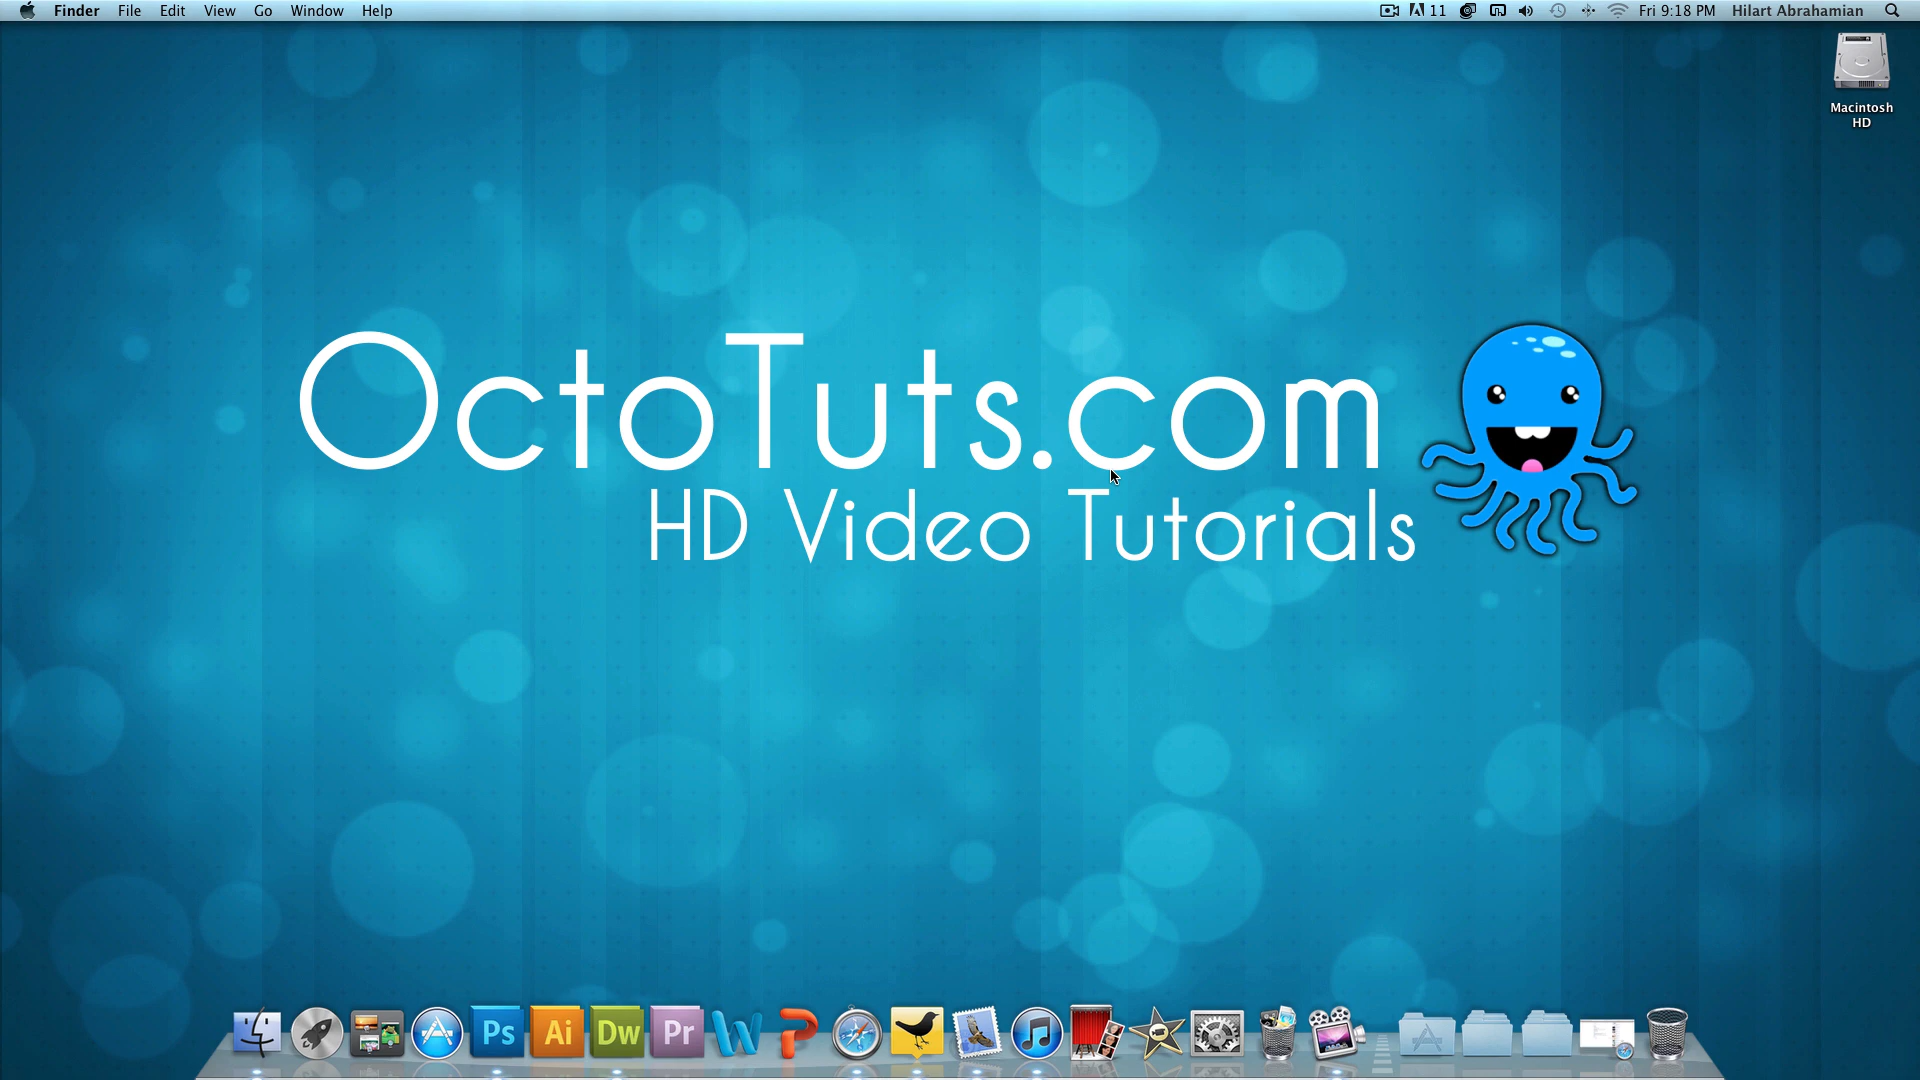 Finder File Edit View Go Window Help 11 Fri 9:18 PM Hilart Abrahamian
Macintosh
HD
OctoTuts.com
HD Video Tutorials
Ps Ai Dw Pr